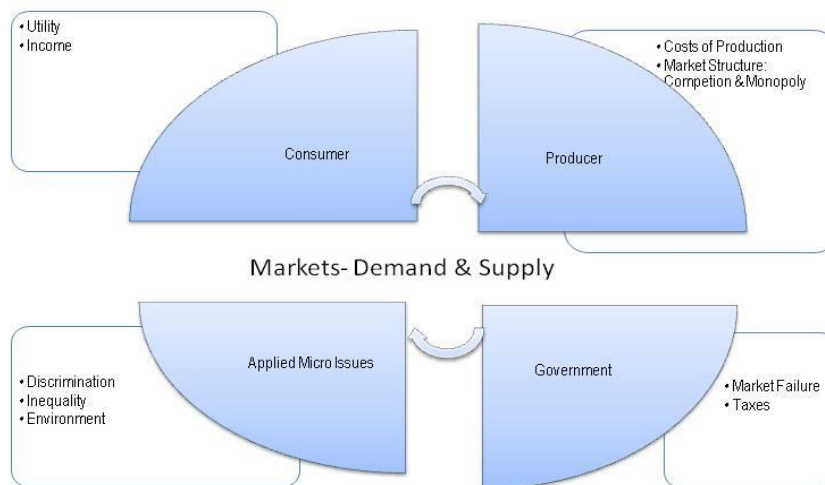 • Utility
• Income
• Costs of Production
• Market Structure:
Competion & Monopoly
Consumer
Producer
Markets- Demand & Supply
Applied Micro Issues
Government
• Discrimination
• Inequality
• Environment
• Market Failure
• Taxes